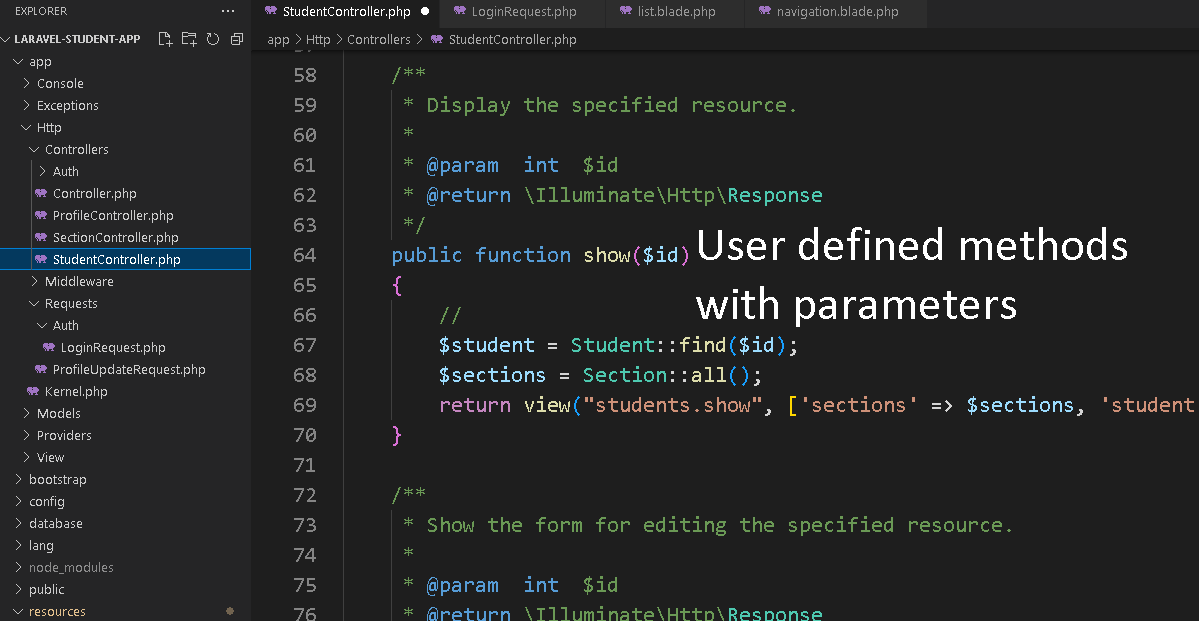 EXPLORER
LARAVEL-STUDENT-APP
app
Console
Exceptions
Http
Controllers
Auth
Controller.php
ProfileController.php
SectionController.php
StudentController.php
Middleware
Requests
Auth
LoginRequest.php
ProfileUpdateRequest.php
Kernel.php
Models
Providers
View
bootstrap
config
database
lang
node_modules
public
resources
StudentController.php LoginRequest.php list.blade.php navigation.blade.php
app > Http > Controllers > StudentController.php
58 /**
59 * Display the specified resource.
60 *
61 * @param  int  $id
62 * @return \Illuminate\Http\Response
63 */
64 public function show($id)
65 {
66 //
67 $student = Student::find($id);
68 $sections = Section::all();
69 return view("students.show", ['sections' => $sections, 'student
70 }
71
72 /**
73 * Show the form for editing the specified resource.
74 *
75 * @param  int  $id
76 * @return \Illuminate\Http\Response
User defined methods
with parameters